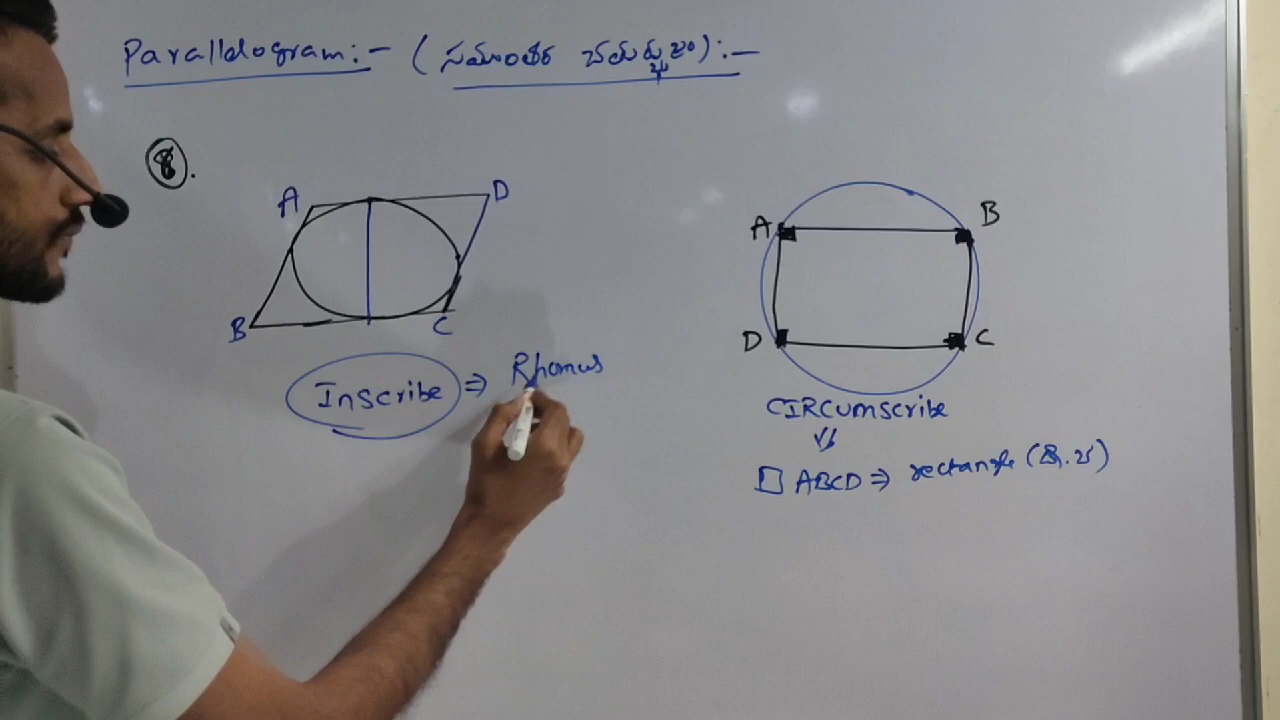 Parallelogram:- (సమాంతర చతుర్భుజం):-
8.
A D
B C
Inscribe ⇒ Rhomus
A B
D C
CIRCUMscribe
⇓
□ ABCD ⇒ rectangle